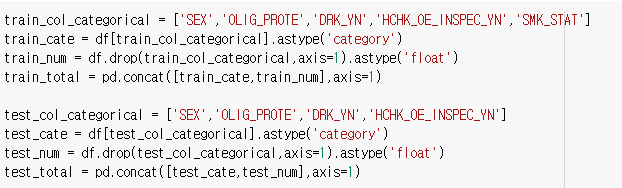 train_col_categorical = ['SEX','OLIG_PROTE','DRK_YN','HCHK_OE_INSPEC_YN','SMK_STAT']
train_cate = df[train_col_categorical].astype('category')
train_num = df.drop(train_col_categorical,axis=1).astype('float')
train_total = pd.concat([train_cate,train_num],axis=1)
test_col_categorical = ['SEX','OLIG_PROTE','DRK_YN','HCHK_OE_INSPEC_YN']
test_cate = df[test_col_categorical].astype('category')
test_num = df.drop(test_col_categorical,axis=1).astype('float')
test_total = pd.concat([test_cate,test_num],axis=1)